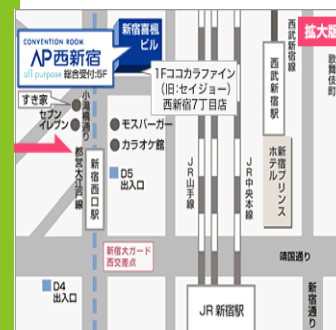 拡大版
CONVENTION ROOM
AP西新宿
all purpose 総合受付:5F
新宿喜楓
ビル
1Fココカラファイン
(旧:セイジョー)
西新宿7丁目店
すき家
セブン
イレブン
小滝橋通り
モスバーガー
カラオケ館
都営大江戸線
新宿西口駅
D5
出入口
JR山手線
JR中央本線
西武新宿線
西武新宿駅
新宿プリンス
ホテル
歌舞伎町
新宿大ガード
西交差点
靖国通り
D4
出入口
JR 新宿駅
新宿通り